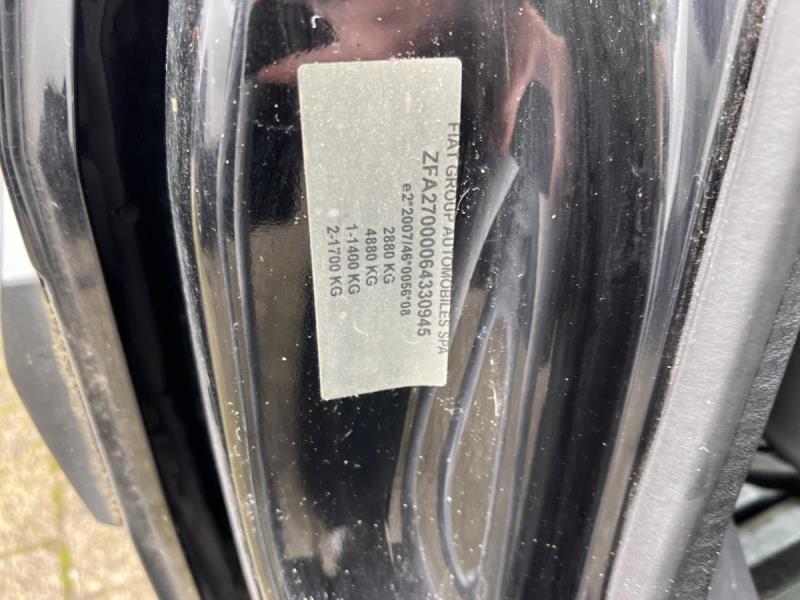 FIAT GROUP AUTOMOBILES SPA
ZFA27000064330945
e2*2007/46*0056*08
2880 KG
4880 KG
1-1400 KG
2-1700 KG